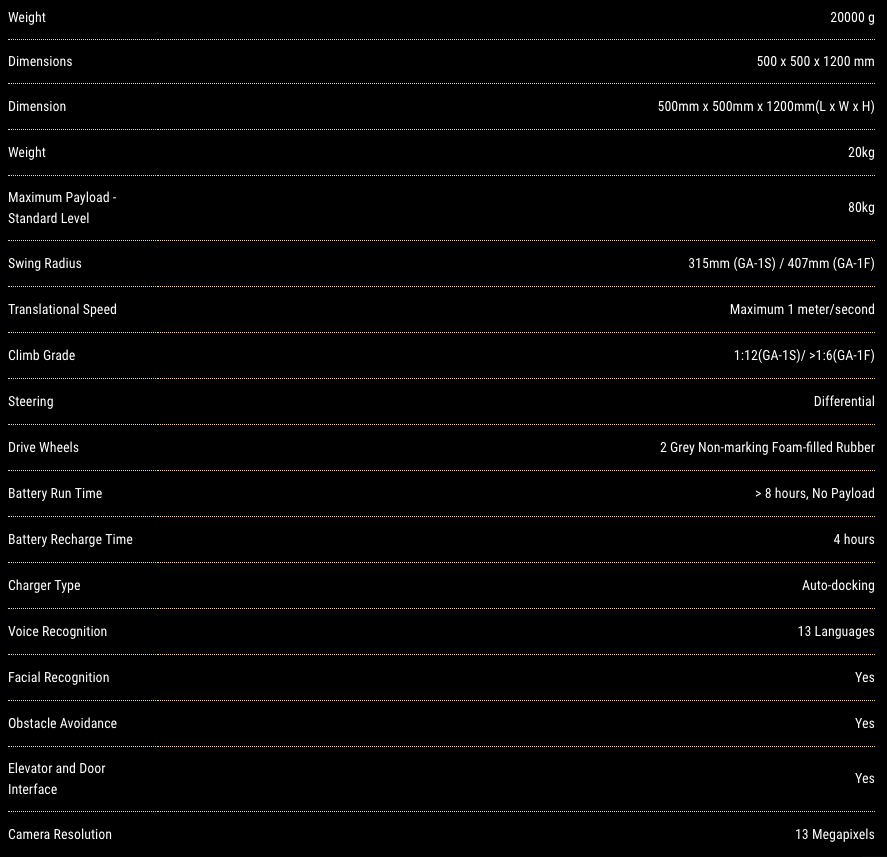 Weight 20000 g
Dimensions 500 x 500 x 1200 mm
Dimension 500mm x 500mm x 1200mm(L x W x H)
Weight 20kg
Maximum Payload -
Standard Level 80kg
Swing Radius 315mm (GA-1S) / 407mm (GA-1F)
Translational Speed Maximum 1 meter/second
Climb Grade 1:12(GA-1S)/ >1:6(GA-1F)
Steering Differential
Drive Wheels 2 Grey Non-marking Foam-filled Rubber
Battery Run Time > 8 hours, No Payload
Battery Recharge Time 4 hours
Charger Type Auto-docking
Voice Recognition 13 Languages
Facial Recognition Yes
Obstacle Avoidance Yes
Elevator and Door
Interface Yes
Camera Resolution 13 Megapixels